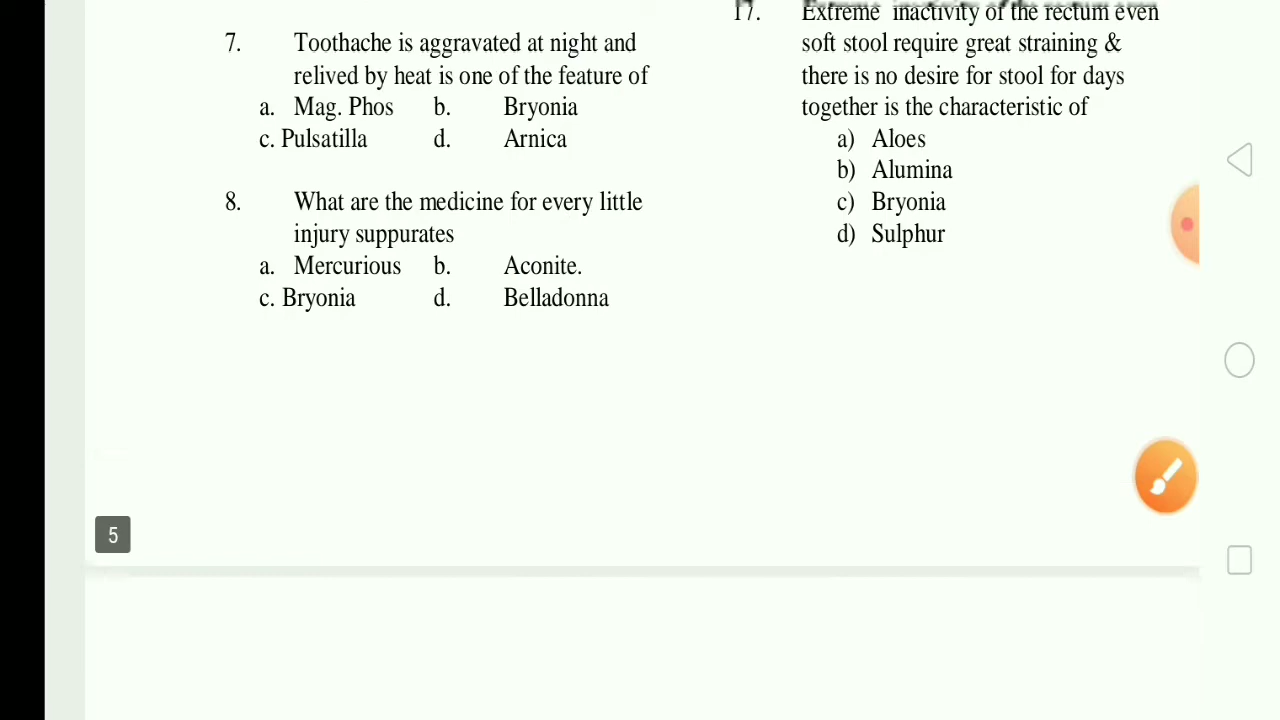 7. Toothache is aggravated at night and
relived by heat is one of the feature of
a. Mag. Phos b. Bryonia
c. Pulsatilla d. Arnica
8. What are the medicine for every little
injury suppurates
a. Mercurious b. Aconite.
c. Bryonia d. Belladonna
17. Extreme inactivity of the rectum even
soft stool require great straining &
there is no desire for stool for days
together is the characteristic of
a) Aloes
b) Alumina
c) Bryonia
d) Sulphur
5